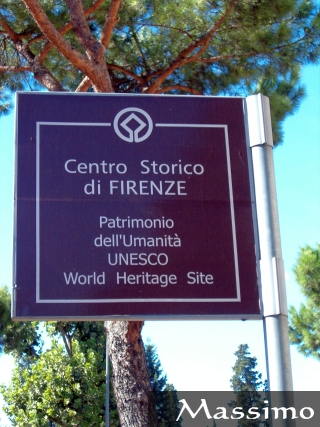 Centro Storico
di FIRENZE
Patrimonio
dell'Umanità
UNESCO
World Heritage Site
Massimo